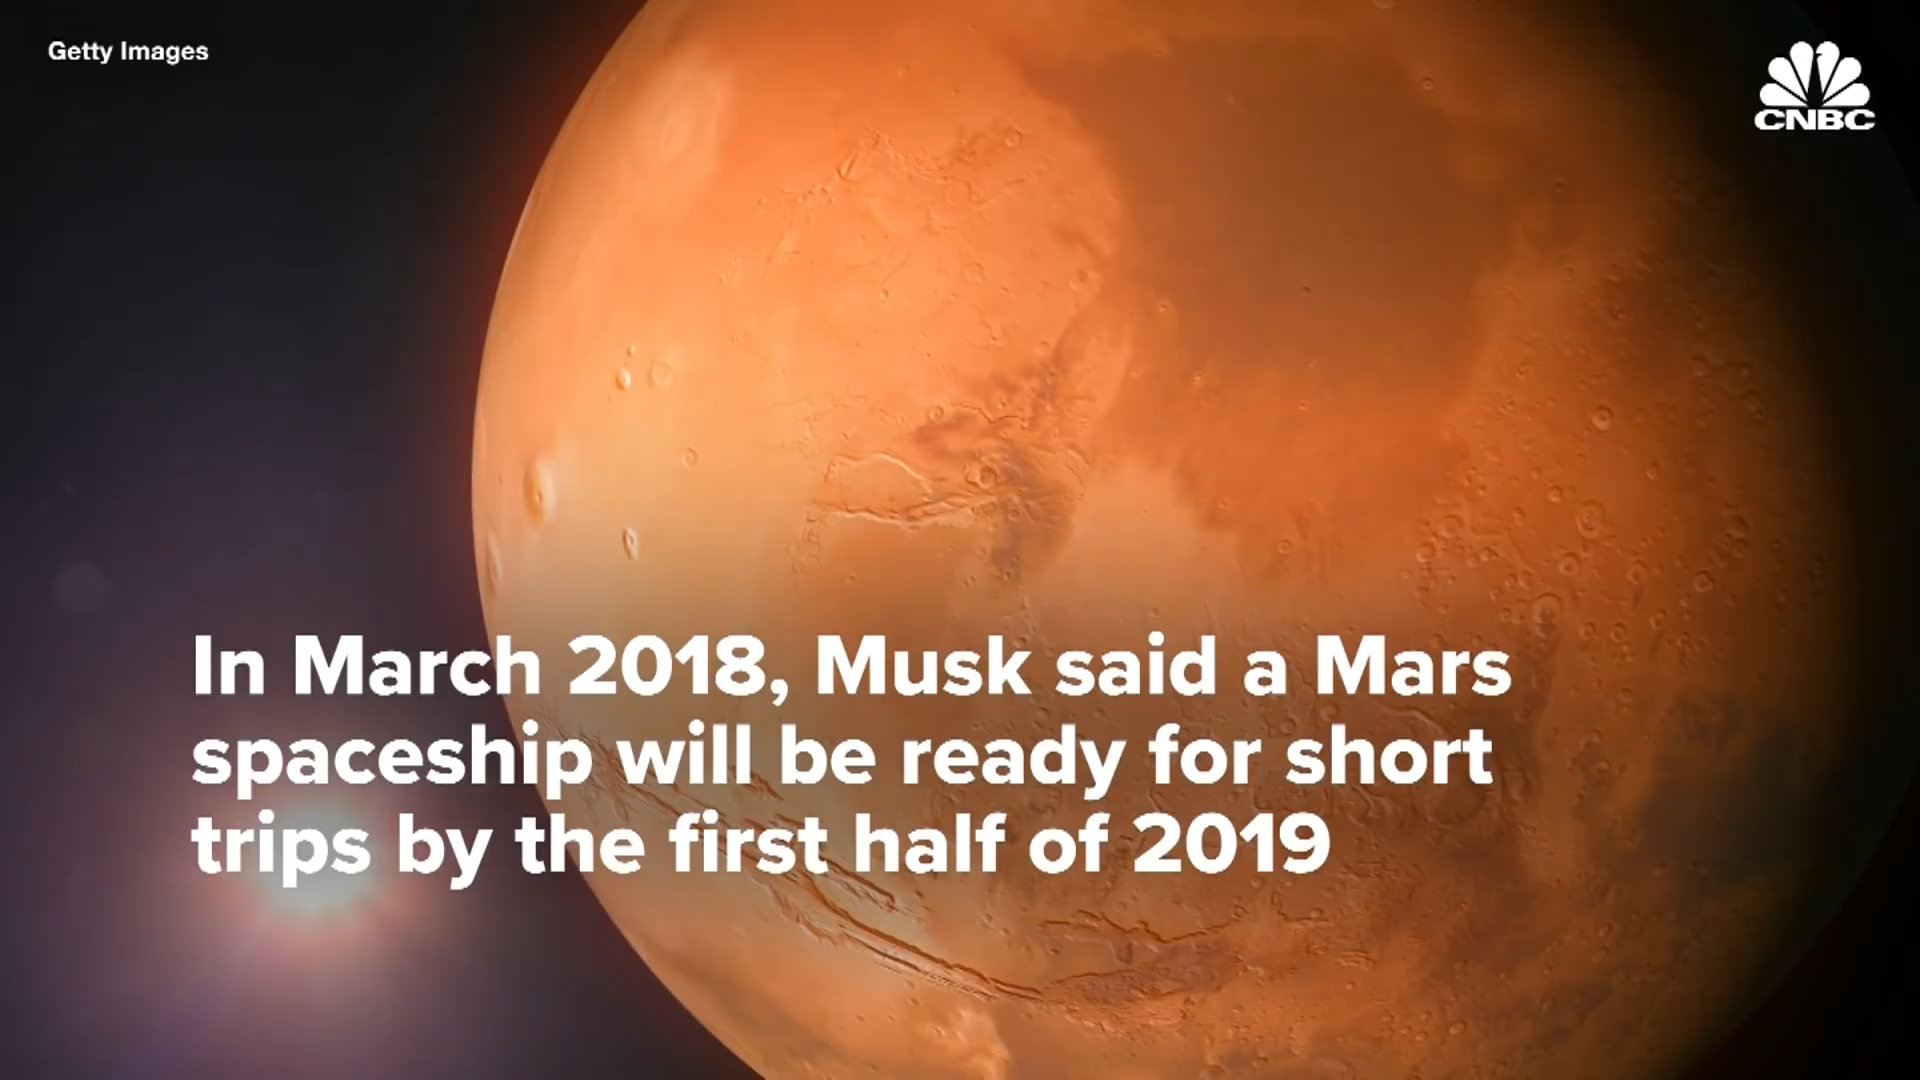 Getty Images
CNBC
In March 2018, Musk said a Mars
spaceship will be ready for short
trips by the first half of 2019